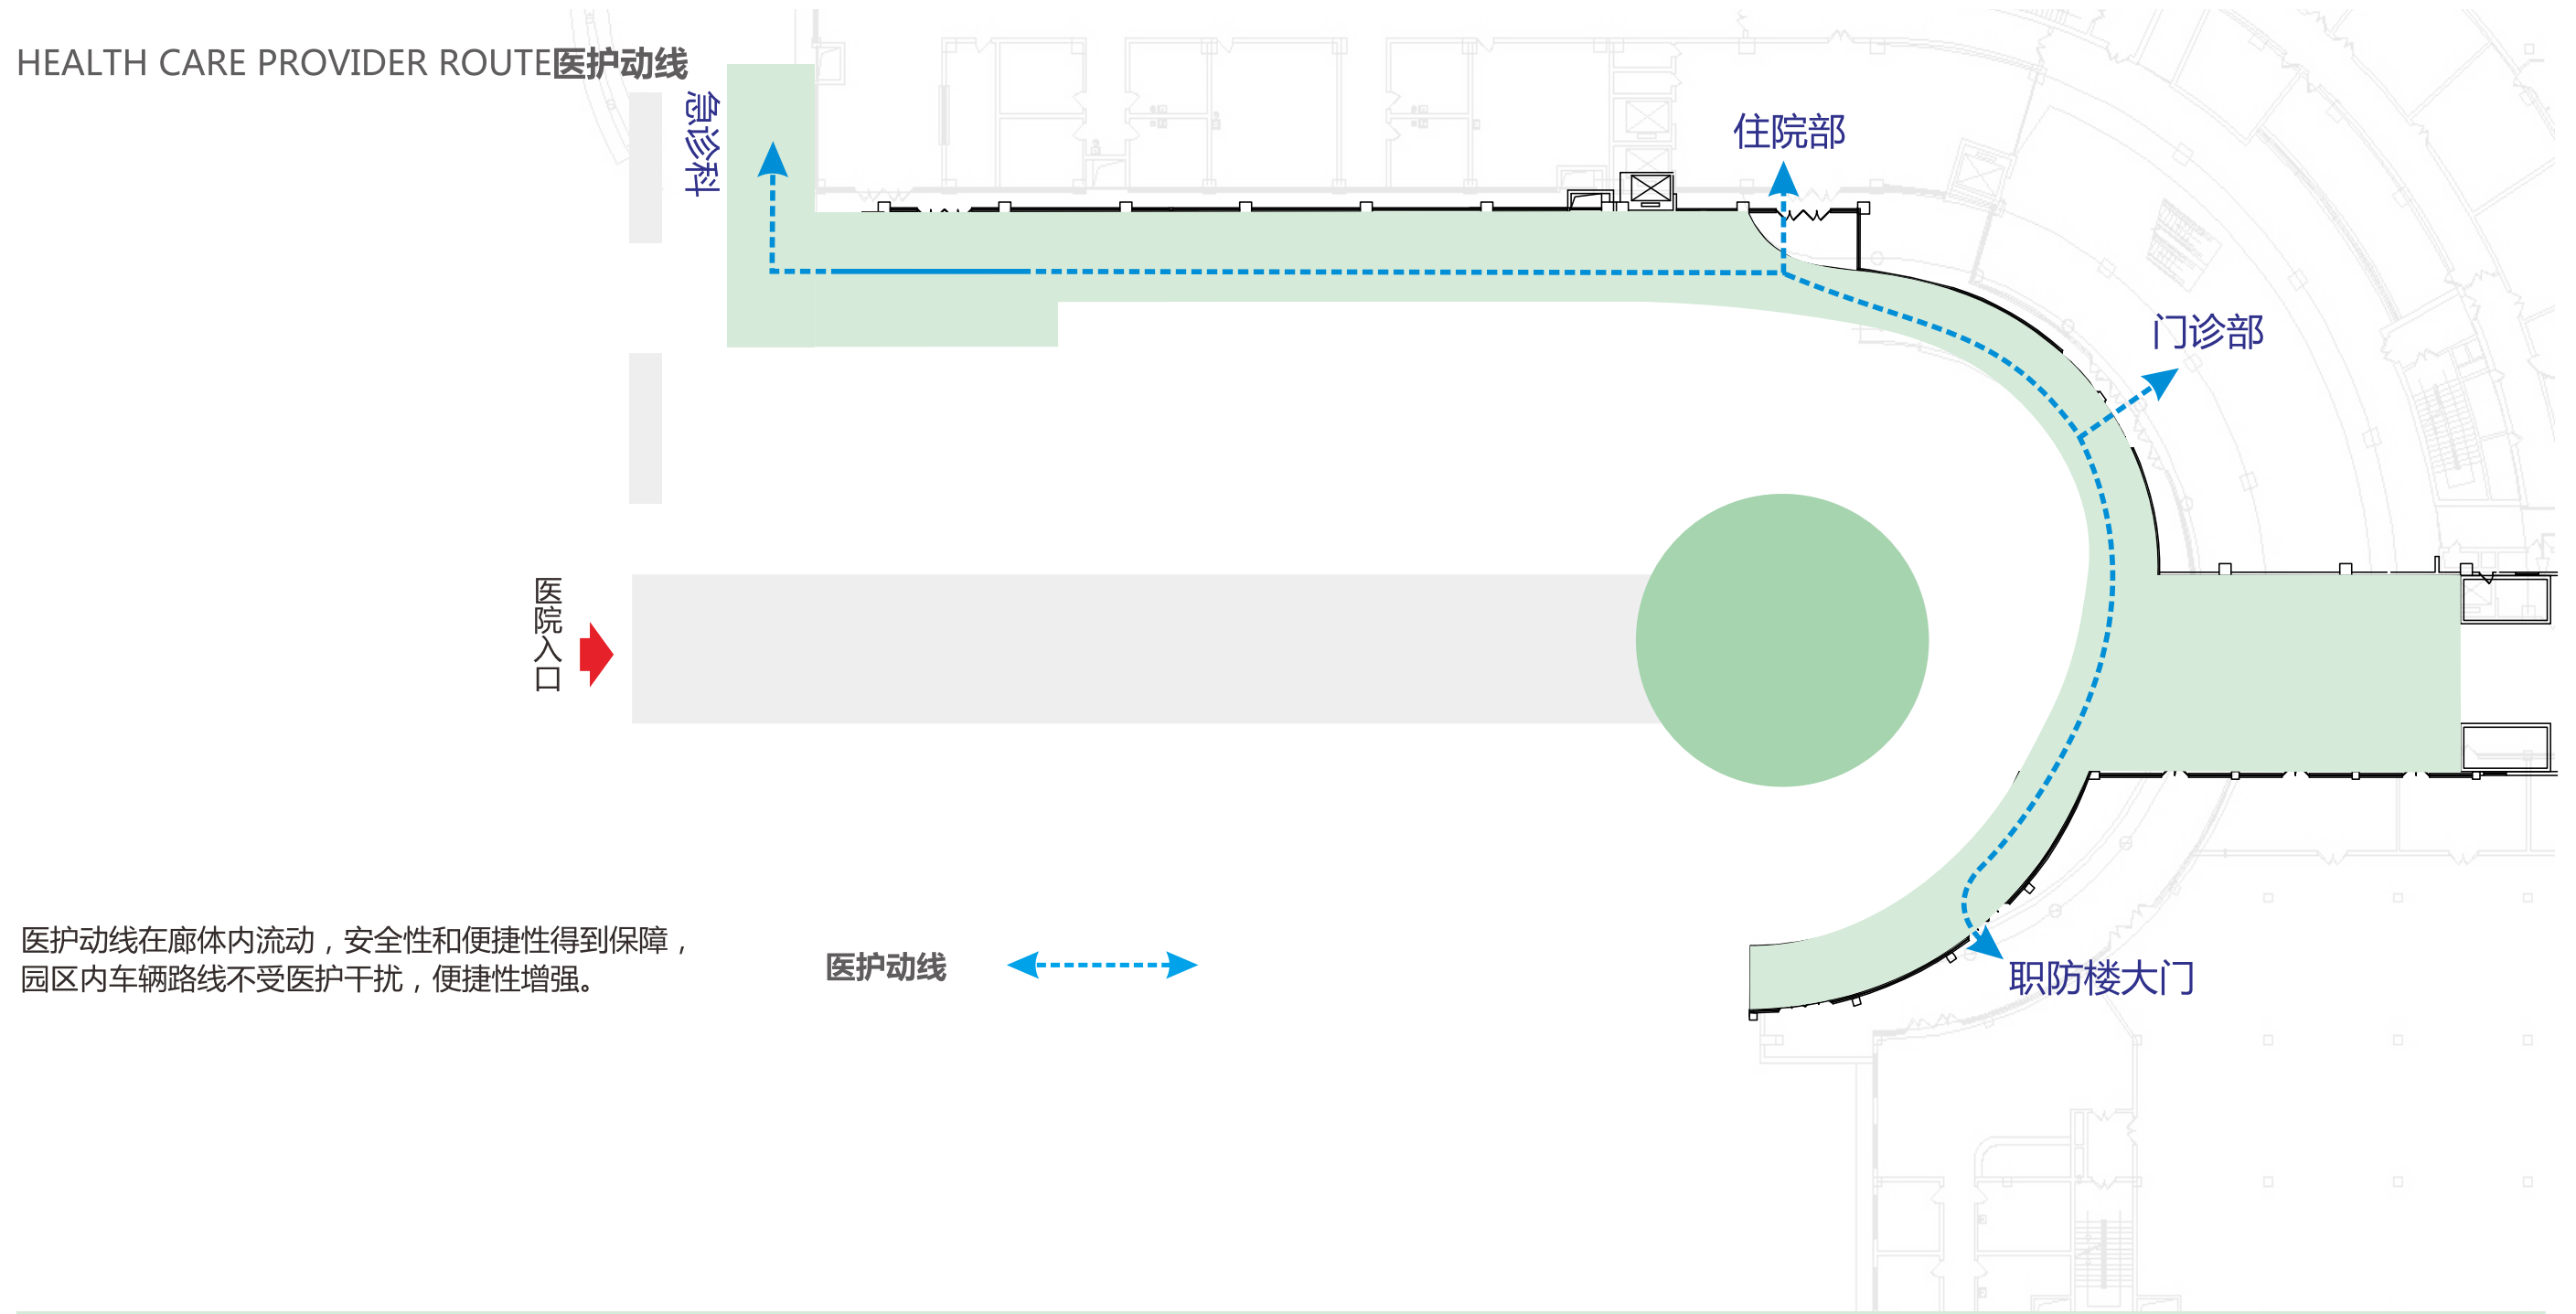 HEALTH CARE PROVIDER ROUTE医护动线
急诊科
住院部
门诊部
医院入口
医护动线在廊体内流动，安全性和便捷性得到保障，
园区内车辆路线不受医护干扰，便捷性增强。
医护动线
职防楼大门